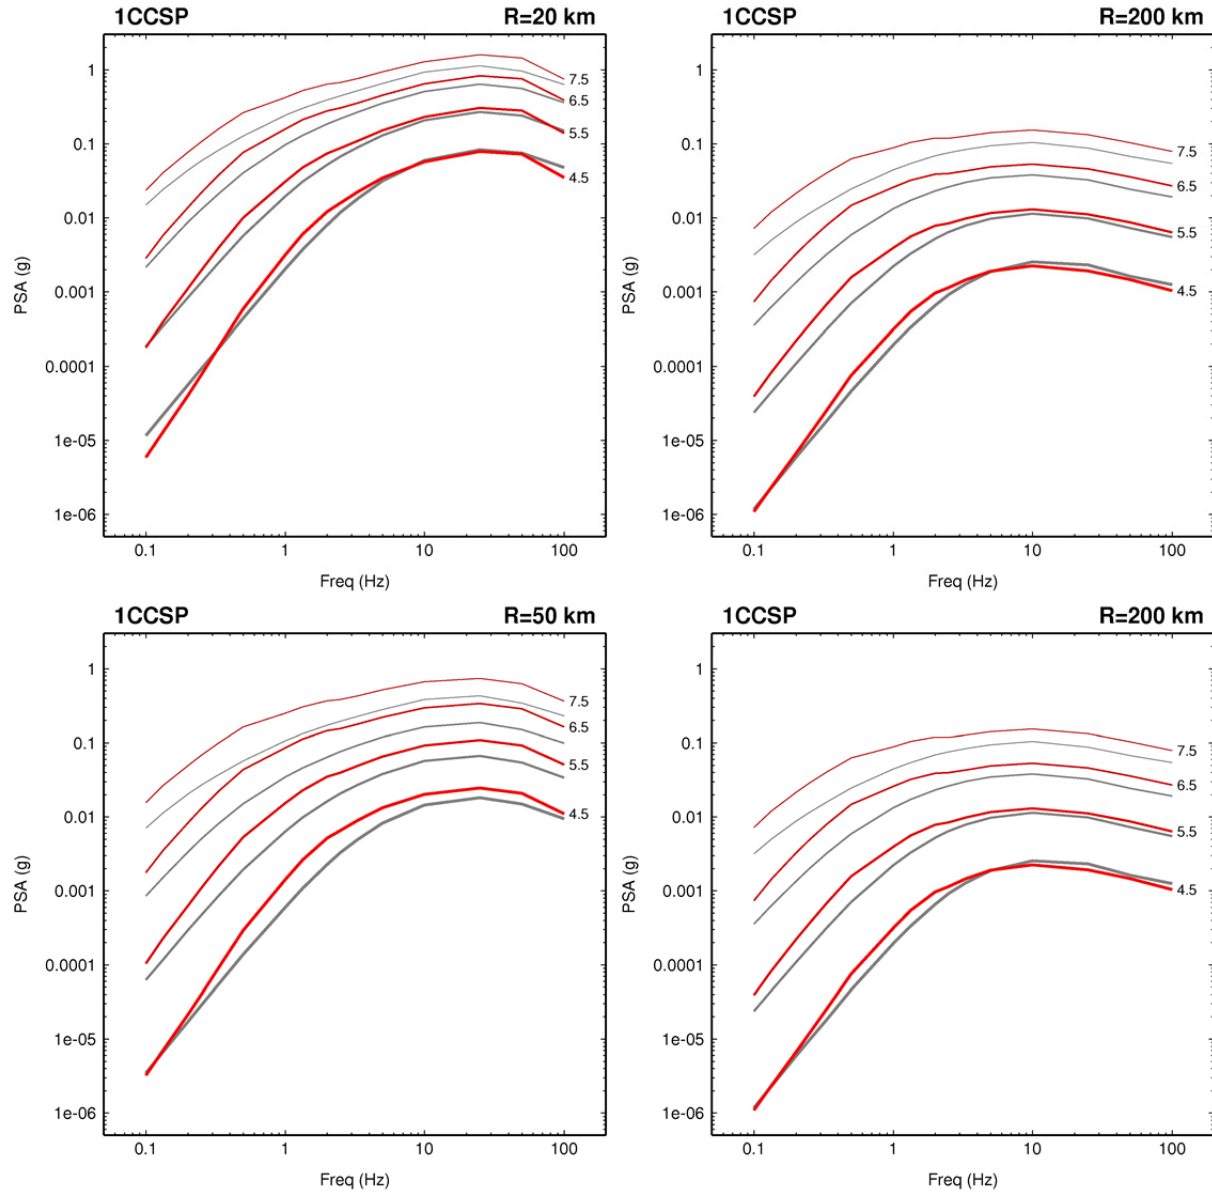 1CCSP R=20 km
PSA (g)
1
0.1
0.01
0.001
0.0001
1e-05
1e-06
7.5
6.5
5.5
4.5
0.1 1 10 100
Freq (Hz)
1CCSP R=200 km
PSA (g)
1
0.1
0.01
0.001
0.0001
1e-05
1e-06
7.5
6.5
5.5
4.5
0.1 1 10 100
Freq (Hz)
1CCSP R=50 km
PSA (g)
1
0.1
0.01
0.001
0.0001
1e-05
1e-06
7.5
6.5
5.5
4.5
0.1 1 10 100
Freq (Hz)
1CCSP R=200 km
PSA (g)
1
0.1
0.01
0.001
0.0001
1e-05
1e-06
7.5
6.5
5.5
4.5
0.1 1 10 100
Freq (Hz)